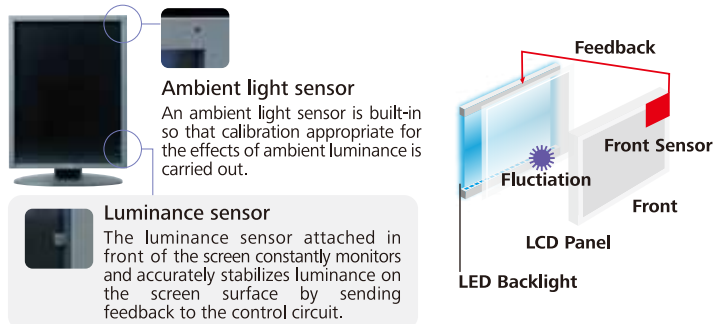 Ambient light sensor
An ambient light sensor is built-in
so that calibration appropriate for
the effects of ambient luminance is
carried out.
Luminance sensor
The luminance sensor attached in
front of the screen constantly monitors
and accurately stabilizes luminance on
the screen surface by sending
feedback to the control circuit.
Feedback
Front Sensor
Fluctiation
Front
LCD Panel
LED Backlight